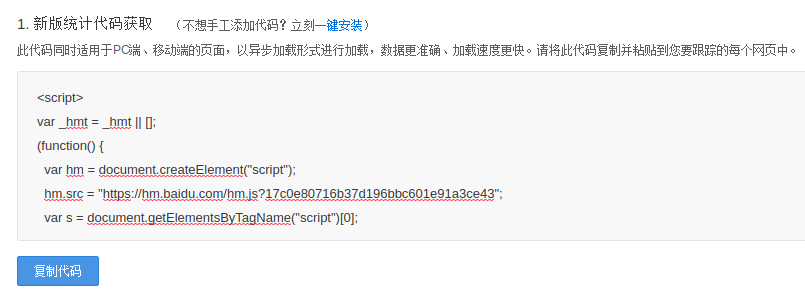 1. 新版统计代码获取 （不想手工添加代码？立刻一键安装）
此代码同时适用于PC端、移动端的页面，以异步加载形式进行加载，数据更准确、加载速度更快。请将此代码复制并粘贴到您要跟踪的每个网页中。
<script>
var _hmt = _hmt || [];
(function() {
  var hm = document.createElement("script");
  hm.src = "https://hm.baidu.com/hm.js?17c0e80716b37d196bbc601e91a3ce43";
  var s = document.getElementsByTagName("script")[0];
复制代码